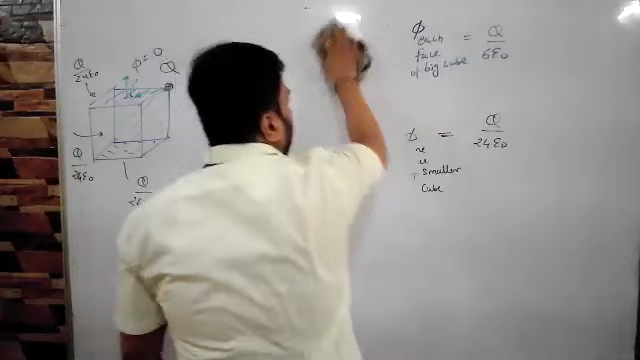 Q
24ε₀
φ = 0
Q
Q
24ε₀
Q
φ each face of big cube = Q
6ε₀
φ = Q
24ε₀
smaller
cube